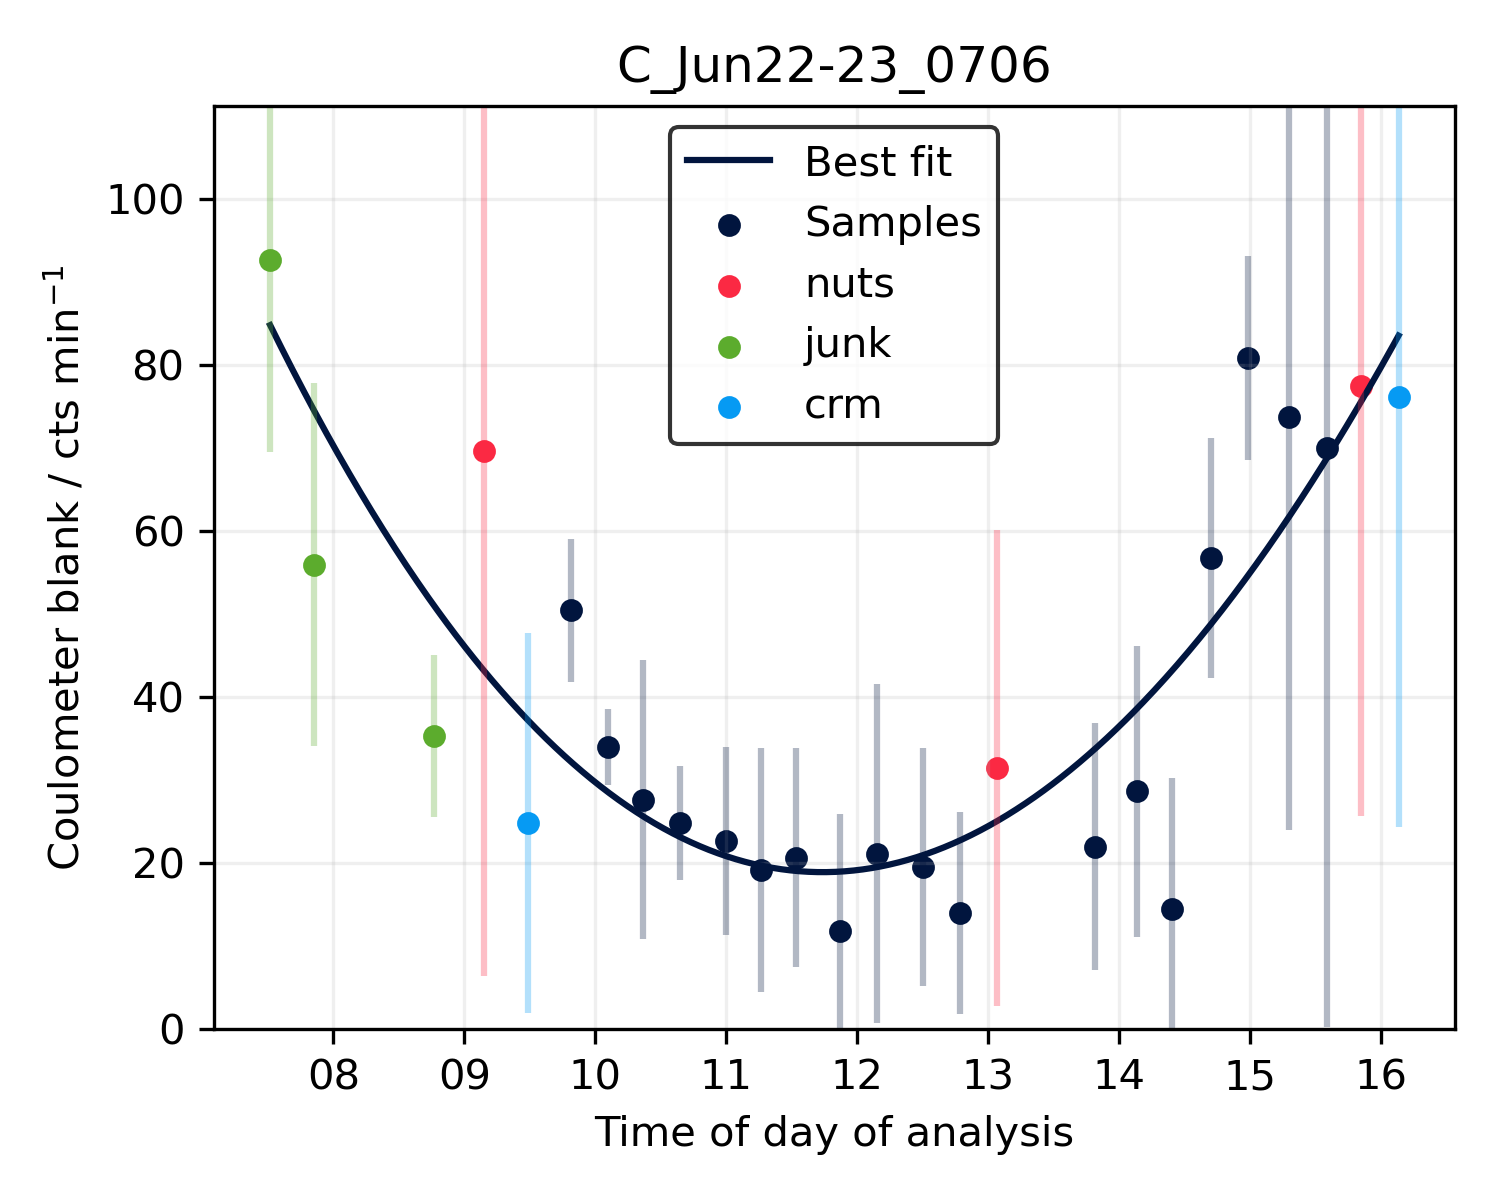 C_Jun22-23_0706
Best fit
Samples
nuts
junk
crm
Coulometer blank / cts min⁻¹
100
80
60
40
20
0
08 09 10 11 12 13 14 15 16
Time of day of analysis